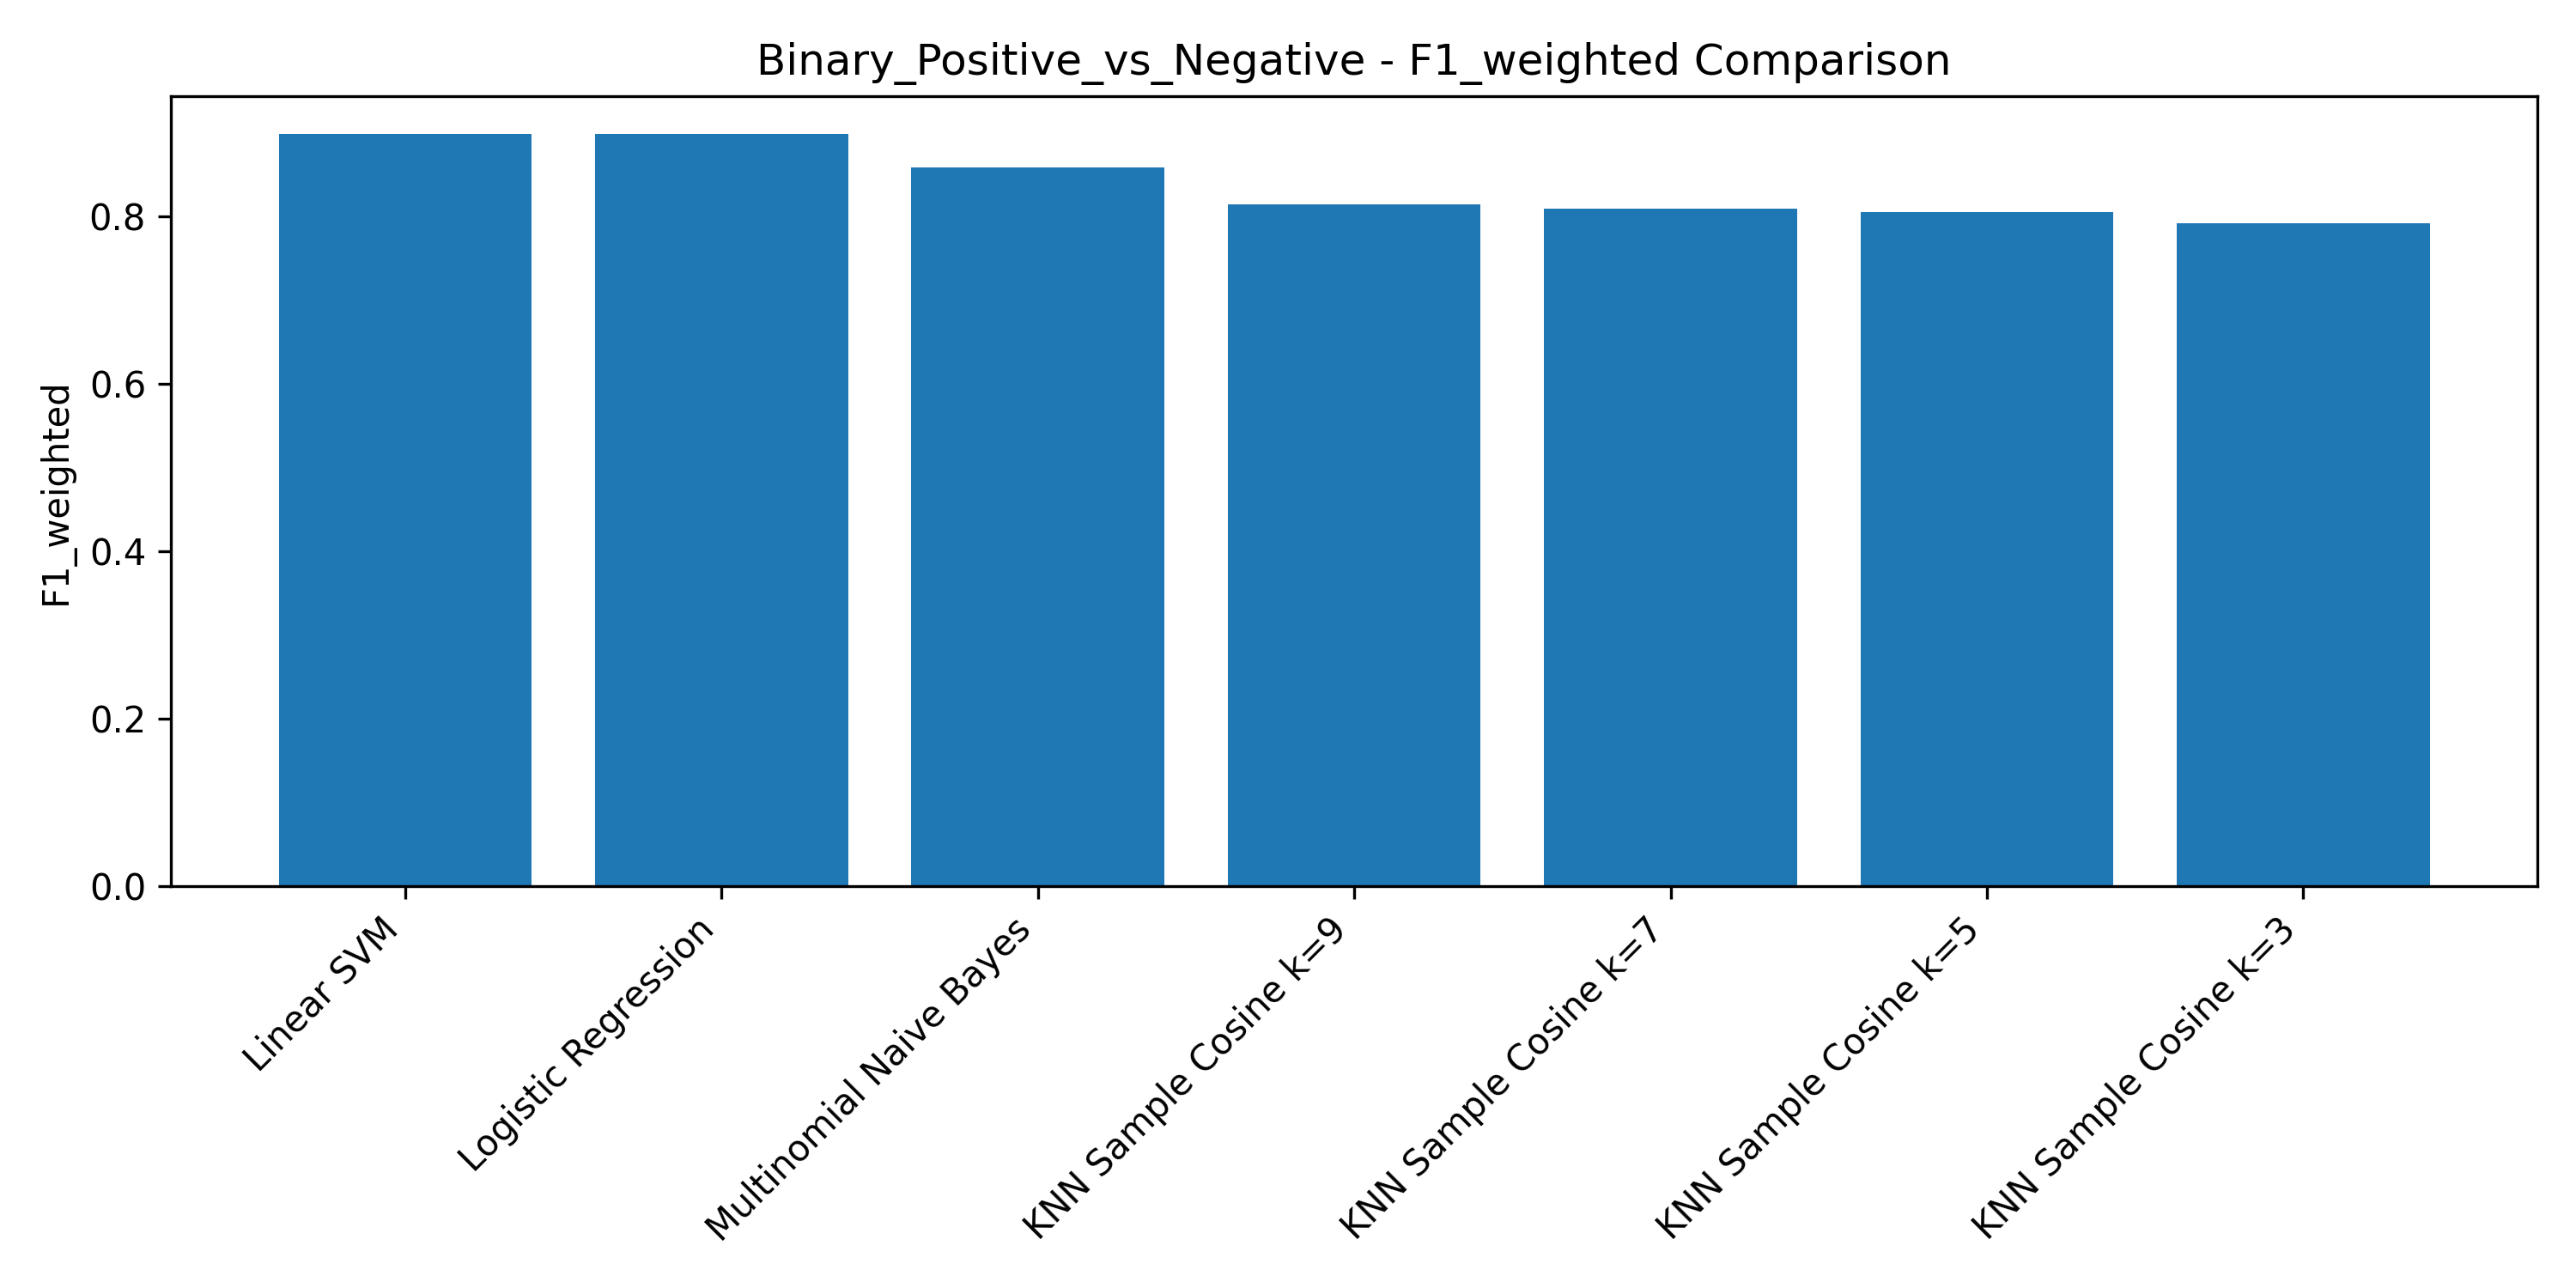 Binary_Positive_vs_Negative - F1_weighted Comparison
F1_weighted
0.8
0.6
0.4
0.2
0.0
Linear SVM
Logistic Regression
Multinomial Naive Bayes
KNN Sample Cosine k=9
KNN Sample Cosine k=7
KNN Sample Cosine k=5
KNN Sample Cosine k=3